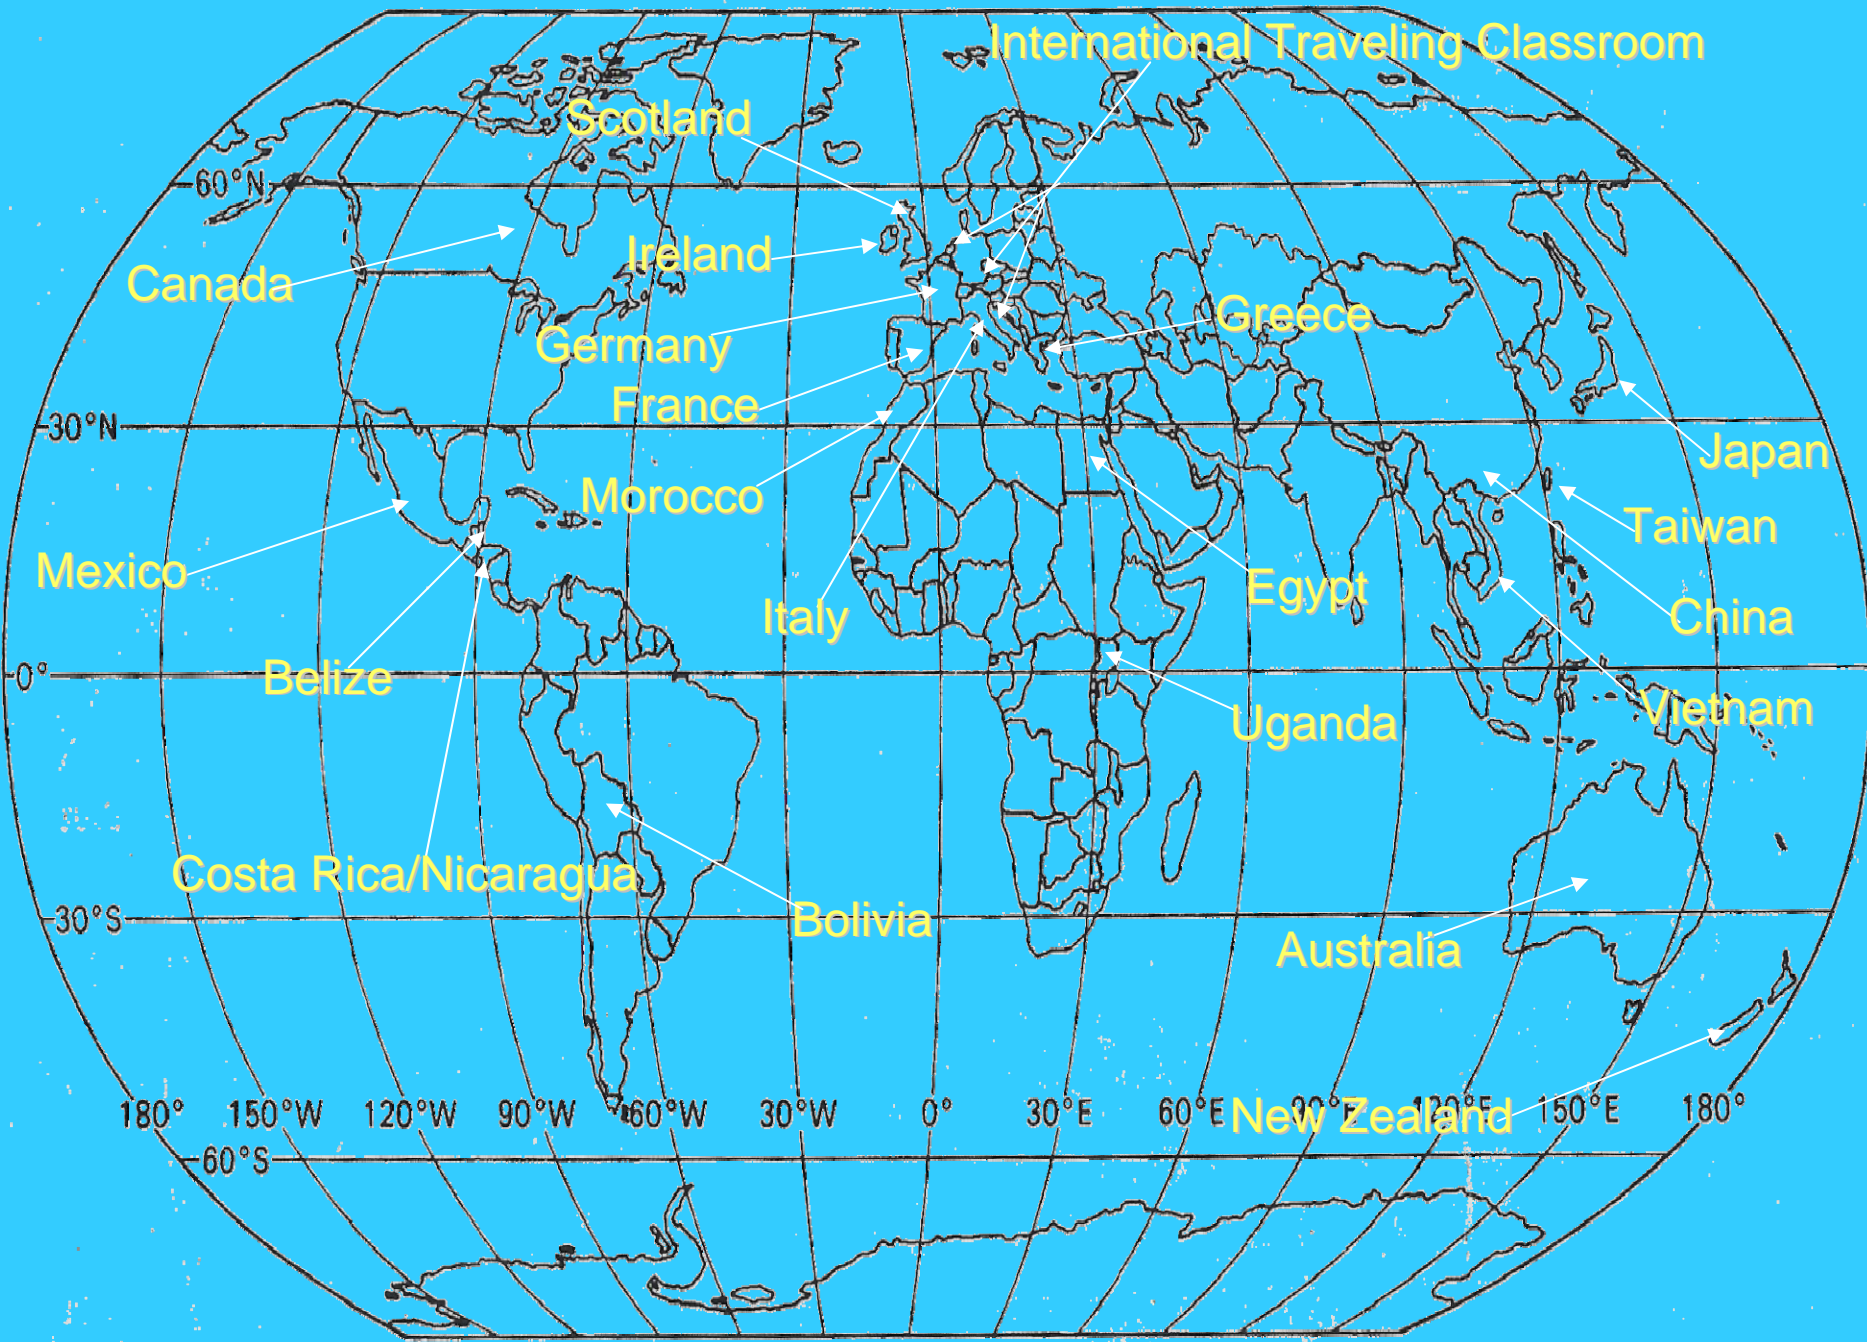 International Traveling Classroom
Scotland
60°N
Ireland
Canada
Greece
Germany
France
30°N
Japan
Morocco
Taiwan
Mexico
Egypt
Italy
China
0°
Belize
Vietnam
Uganda
Costa Rica/Nicaragua
30°S
Bolivia
Australia
180° 150°W 120°W 90°W 60°W 30°W 0° 30°E 60°E 90°E 120°E 150°E 180°
New Zealand
60°S